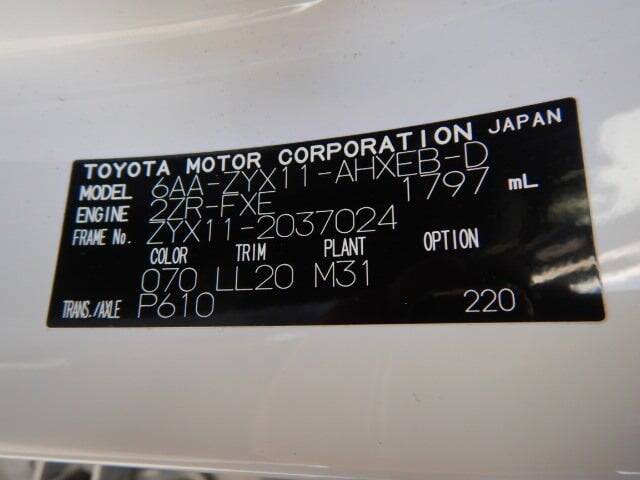 TOYOTA MOTOR CORPORATION JAPAN
MODEL 6AA-ZYX11-AHXEB-D
ENGINE 2ZR-FXE 1797 mL
FRAME No. ZYX11-2037024
COLOR TRIM PLANT OPTION
070 LL20 M31
TRANS./AXLE P610 220